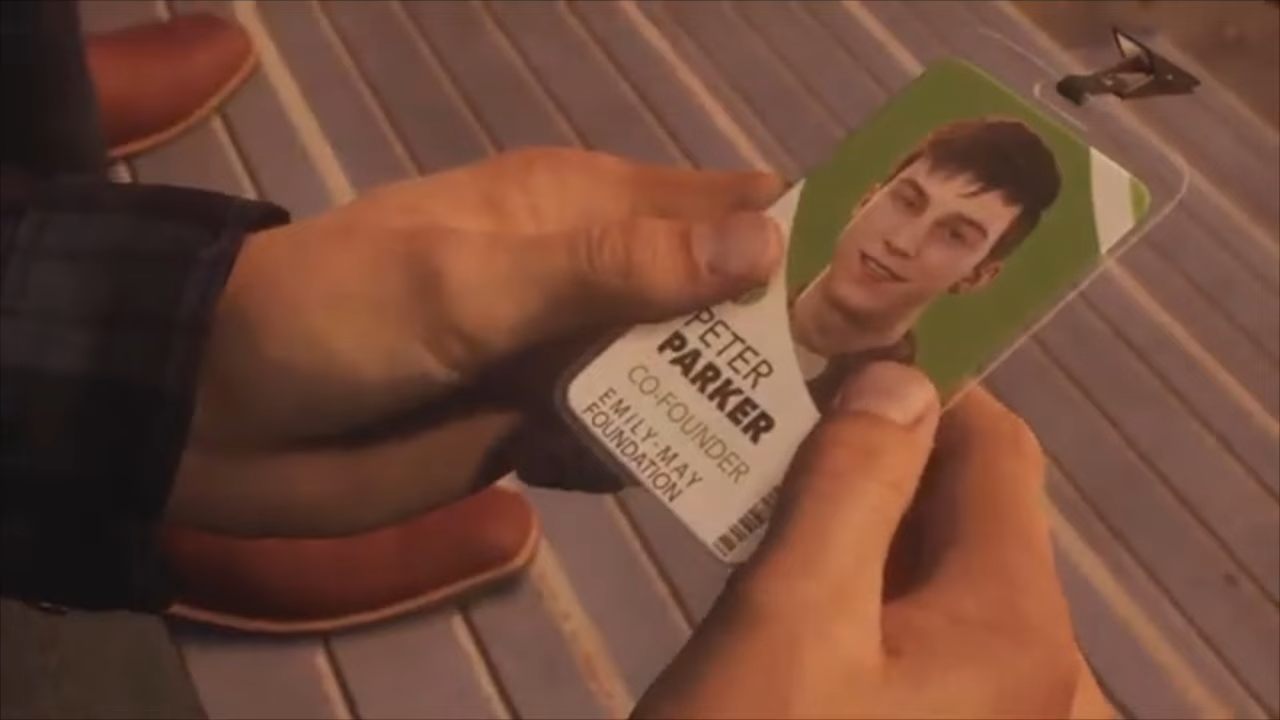 PETER
PARKER
CO-FOUNDER
EMILY-MAY
FOUNDATION